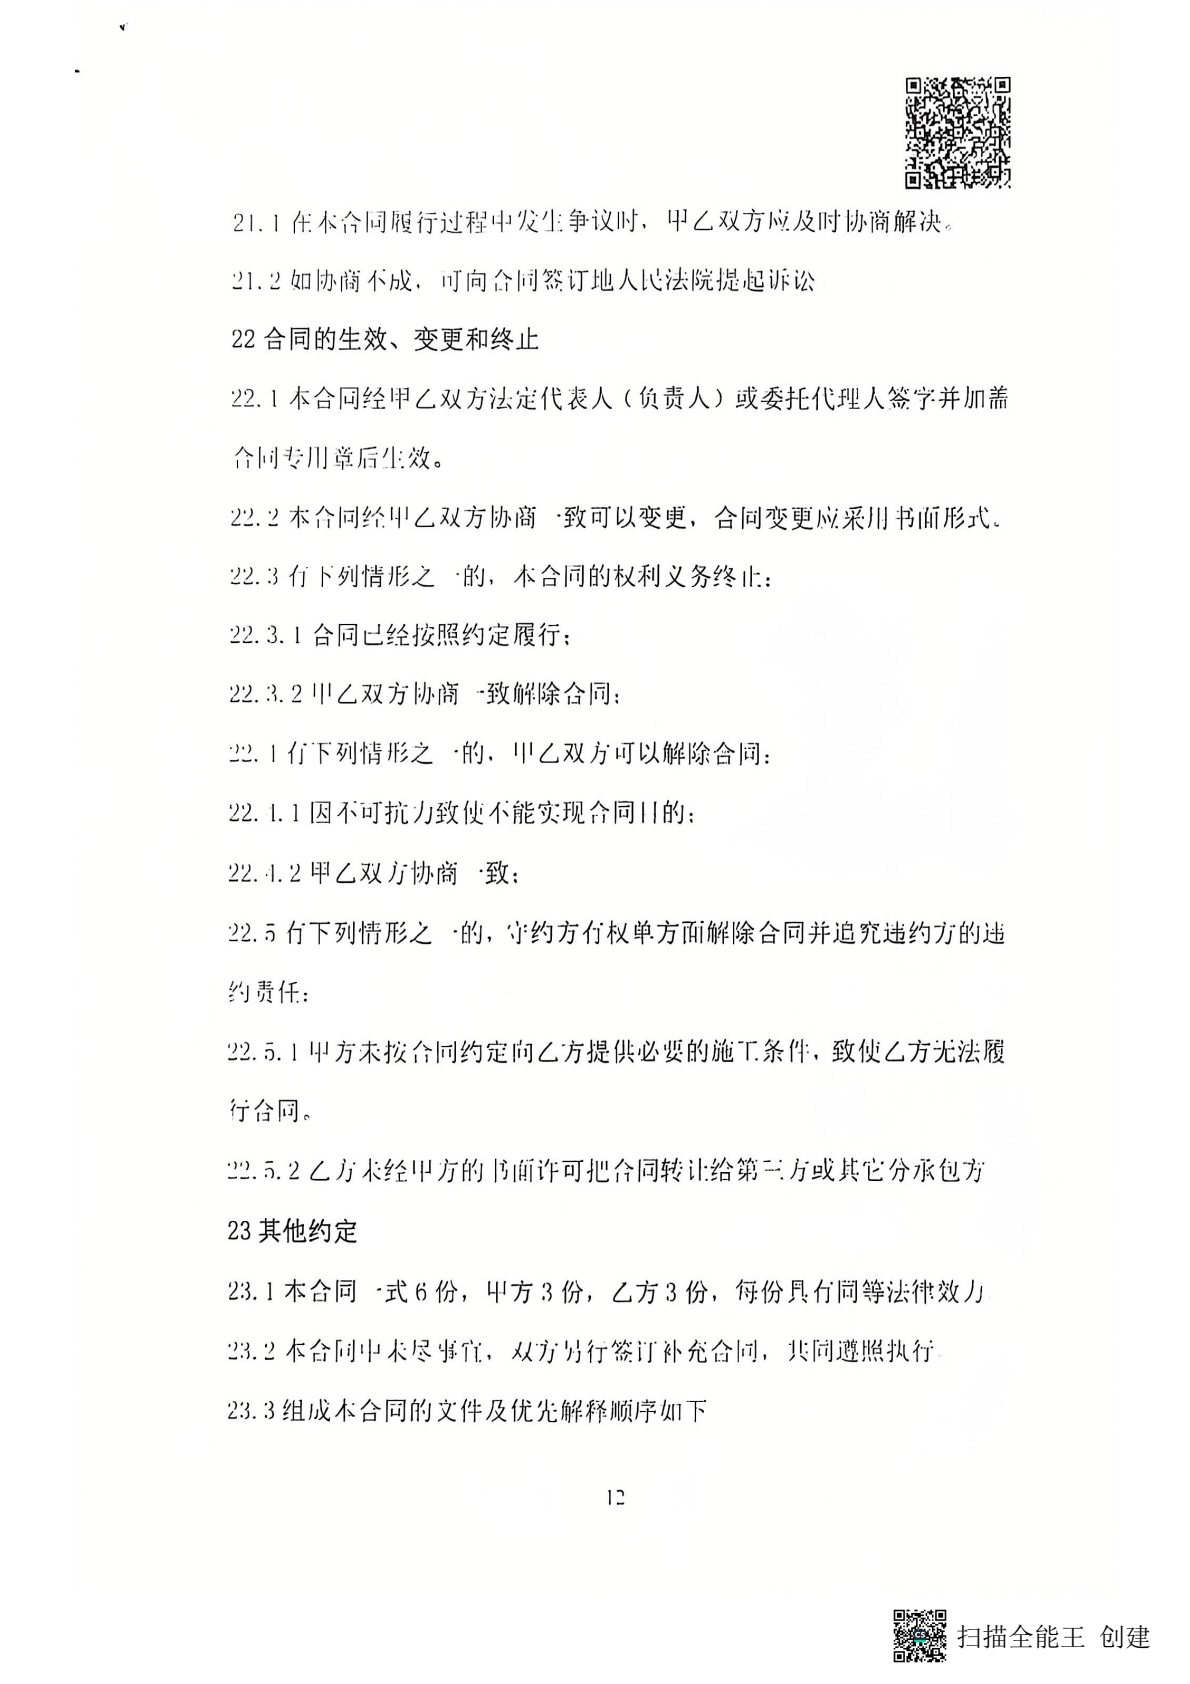 21.1 在本合同履行过程中发生争议时，甲乙双方应及时协商解决。
21.2 如协商不成，可向合同签订地人民法院提起诉讼
22 合同的生效、变更和终止
22.1 本合同经甲乙双方法定代表人（负责人）或委托代理人签字并加盖
合同专用章后生效。
22.2 本合同经甲乙双方协商一致可以变更，合同变更应采用书面形式。
22.3 有下列情形之一的，本合同的权利义务终止：
22.3.1 合同已经按照约定履行；
22.3.2 甲乙双方协商一致解除合同；
22.4 有下列情形之一的，甲乙双方可以解除合同：
22.4.1 因不可抗力致使不能实现合同目的；
22.4.2 甲乙双方协商一致；
22.5 有下列情形之一的，守约方有权单方面解除合同并追究违约方的违
约责任：
22.5.1 甲方未按合同约定向乙方提供必要的施工条件，致使乙方无法履
行合同。
22.5.2 乙方未经甲方的书面许可把合同转让给第三方或其它分承包方
23 其他约定
23.1 本合同一式 6 份，甲方 3 份，乙方 3 份，每份具有同等法律效力
23.2 本合同中未尽事宜，双方另行签订补充合同，共同遵照执行
23.3 组成本合同的文件及优先解释顺序如下
12
扫描全能王 创建